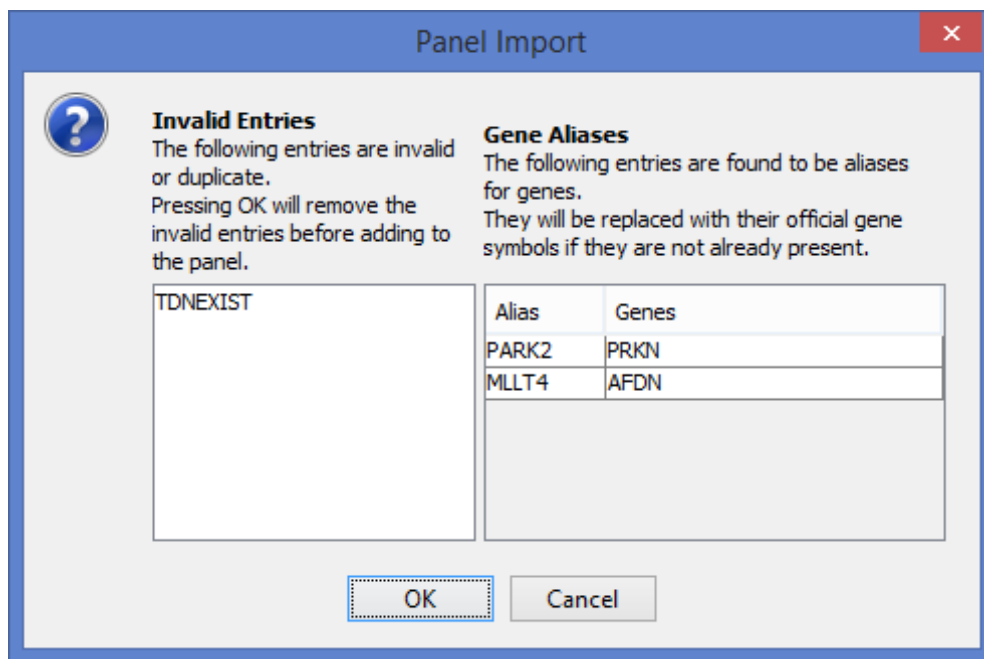 Panel Import
Invalid Entries
The following entries are invalid
or duplicate.
Pressing OK will remove the
invalid entries before adding to
the panel.
Gene Aliases
The following entries are found to be aliases
for genes.
They will be replaced with their official gene
symbols if they are not already present.
TDNEXIST
Alias Genes
PARK2 PRKN
MLLT4 AFDN
OK Cancel